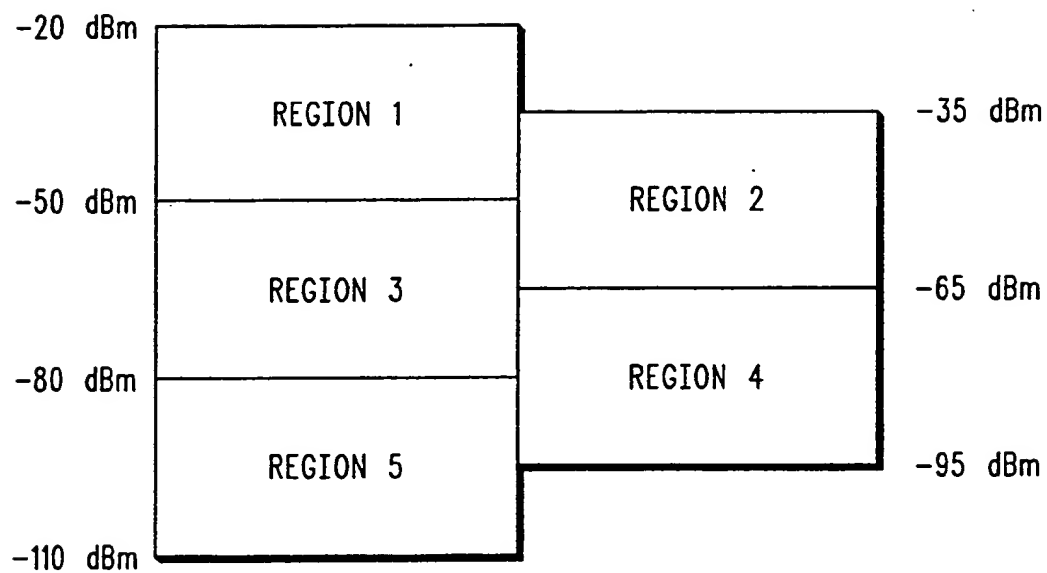 -20 dBm
REGION 1
-35 dBm
-50 dBm
REGION 2
REGION 3
-65 dBm
-80 dBm
REGION 4
REGION 5
-95 dBm
-110 dBm